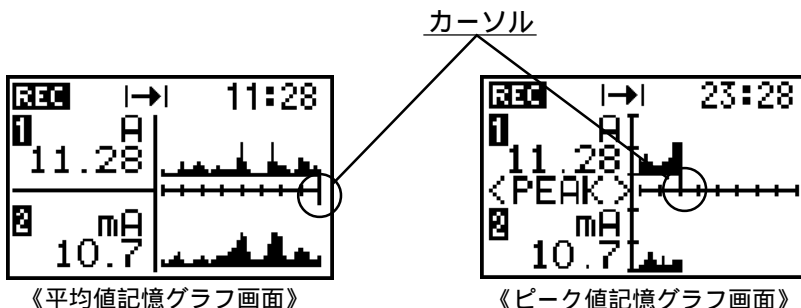 カーソル
REC |→| 11:28
1 A
11.28
2 mA
10.7
《平均値記憶グラフ画面》
REC |→| 23:28
1 A
11.28
<PEAK>
2 mA
10.7
《ピーク値記憶グラフ画面》